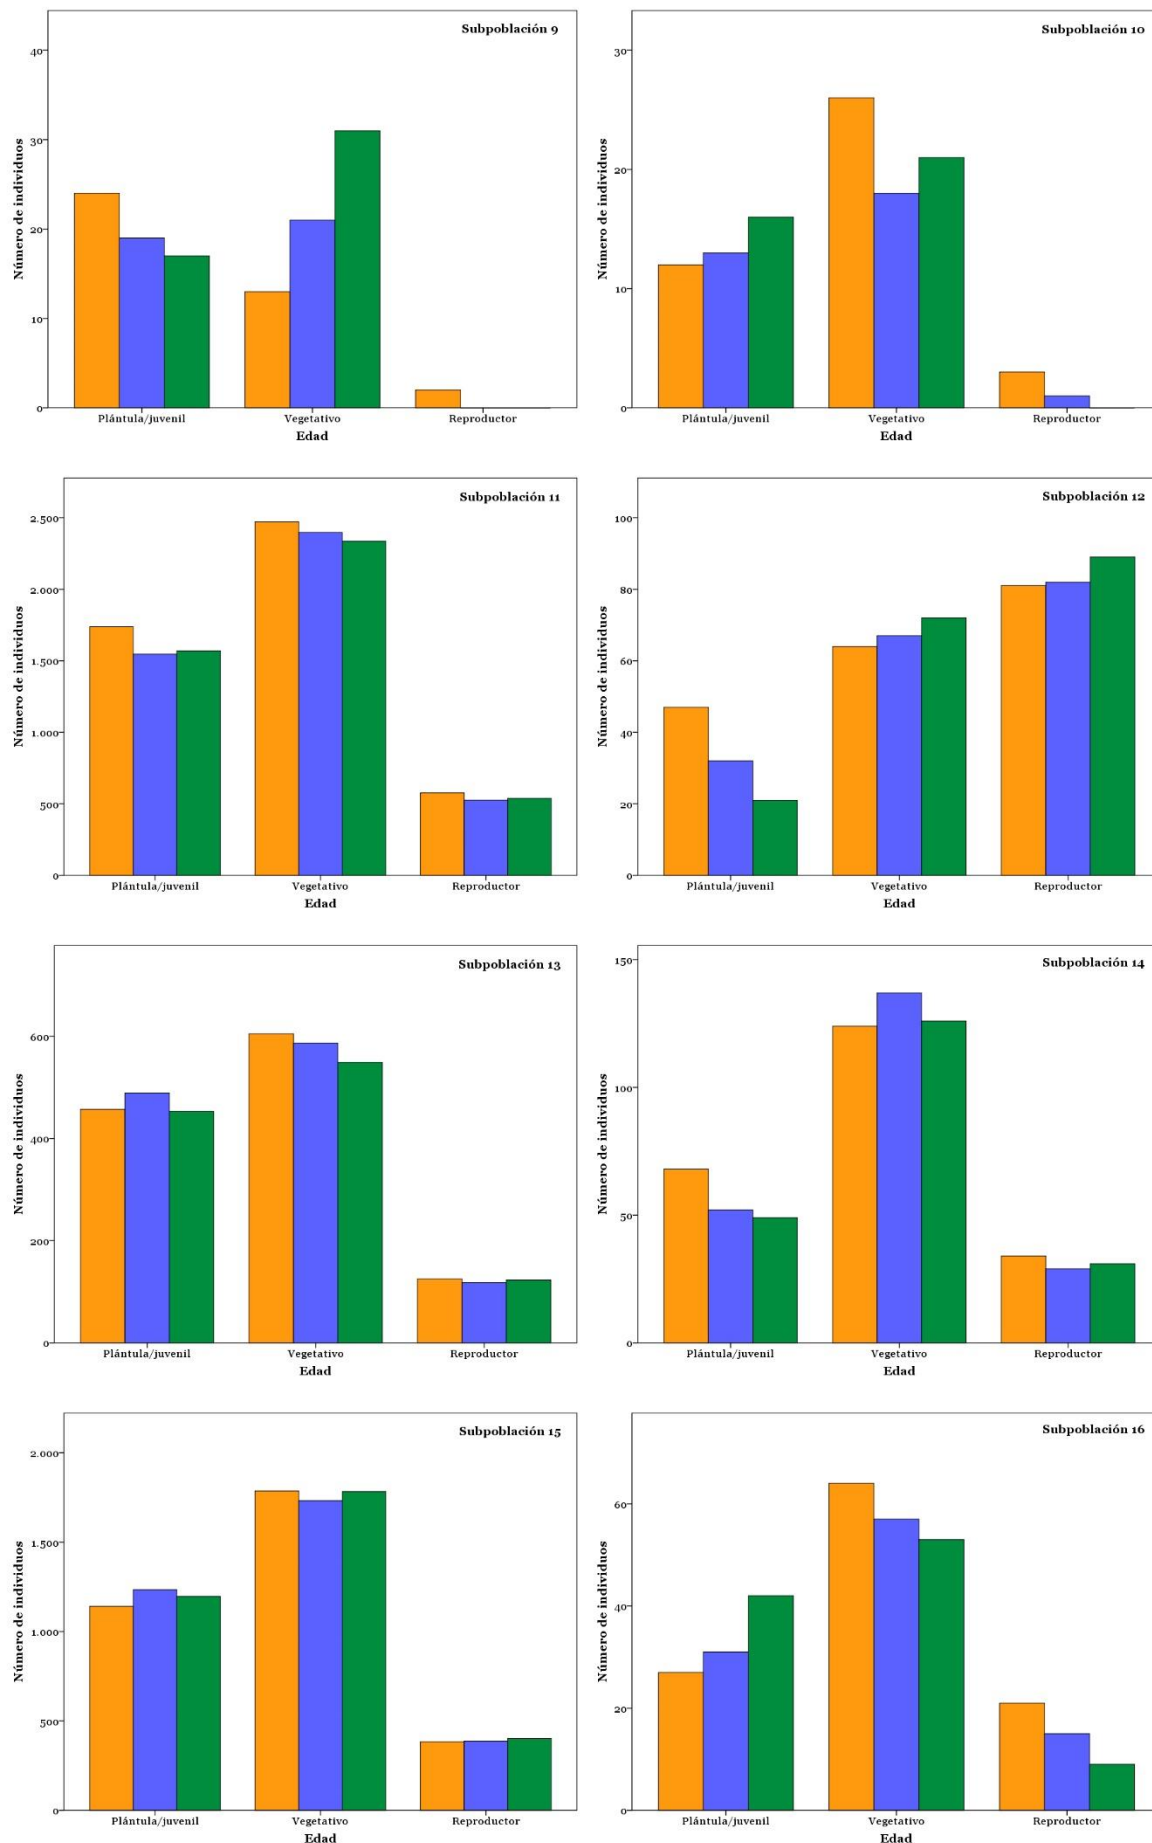 Subpoblación 9
Número de individuos
40
30
20
10
0
Plántula/juvenil
Vegetativo
Reproductor
Edad
Subpoblación 10
Número de individuos
30
20
10
0
Plántula/juvenil
Vegetativo
Reproductor
Edad
Subpoblación 11
Número de individuos
2.500
2.000
1.500
1.000
500
0
Plántula/juvenil
Vegetativo
Reproductor
Edad
Subpoblación 12
Número de individuos
100
80
60
40
20
0
Plántula/juvenil
Vegetativo
Reproductor
Edad
Subpoblación 13
Número de individuos
600
400
200
0
Plántula/juvenil
Vegetativo
Reproductor
Edad
Subpoblación 14
Número de individuos
150
100
50
0
Plántula/juvenil
Vegetativo
Reproductor
Edad
Subpoblación 15
Número de individuos
2.000
1.500
1.000
500
0
Plántula/juvenil
Vegetativo
Reproductor
Edad
Subpoblación 16
Número de individuos
60
40
20
0
Plántula/juvenil
Vegetativo
Reproductor
Edad